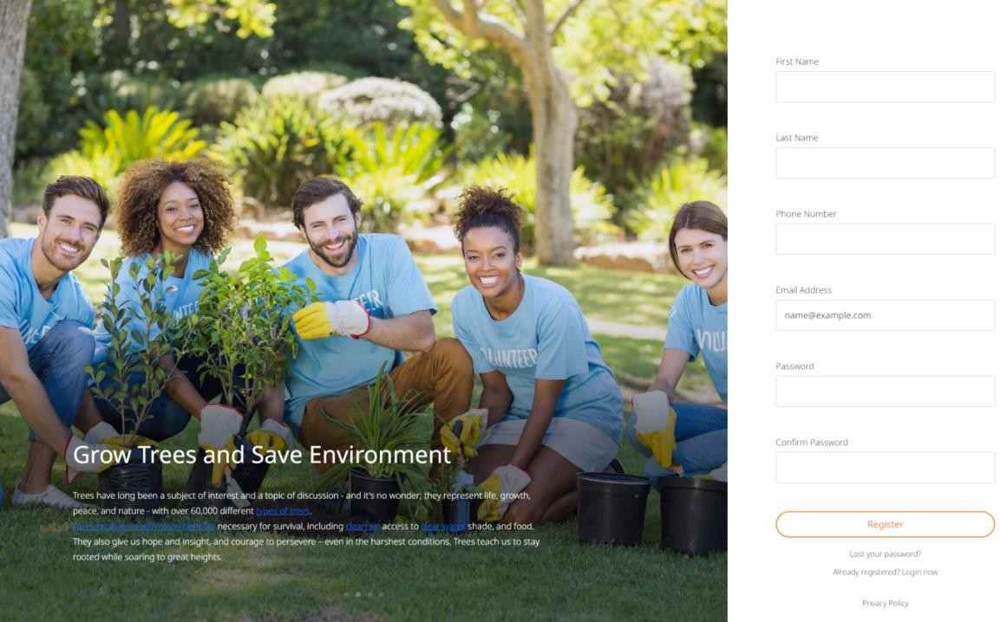 First Name
Last Name
Phone Number
Email Address
name@example.com
Password
Confirm Password
Register
Lost your password?
Already registered? Login now
Privacy Policy
VOLUNTEER
Grow Trees and Save Environment
Trees have long been a subject of interest and a topic of discussion - and it's no wonder; they represent life, growth,
peace, and nature - with over 60,000 different types of trees.
Trees provide us with many benefits necessary for survival, including clean air, access to clear water, shade, and food.
They also give us hope and insight, and courage to persevere – even in the harshest conditions. Trees teach us to stay
rooted while soaring to great heights.